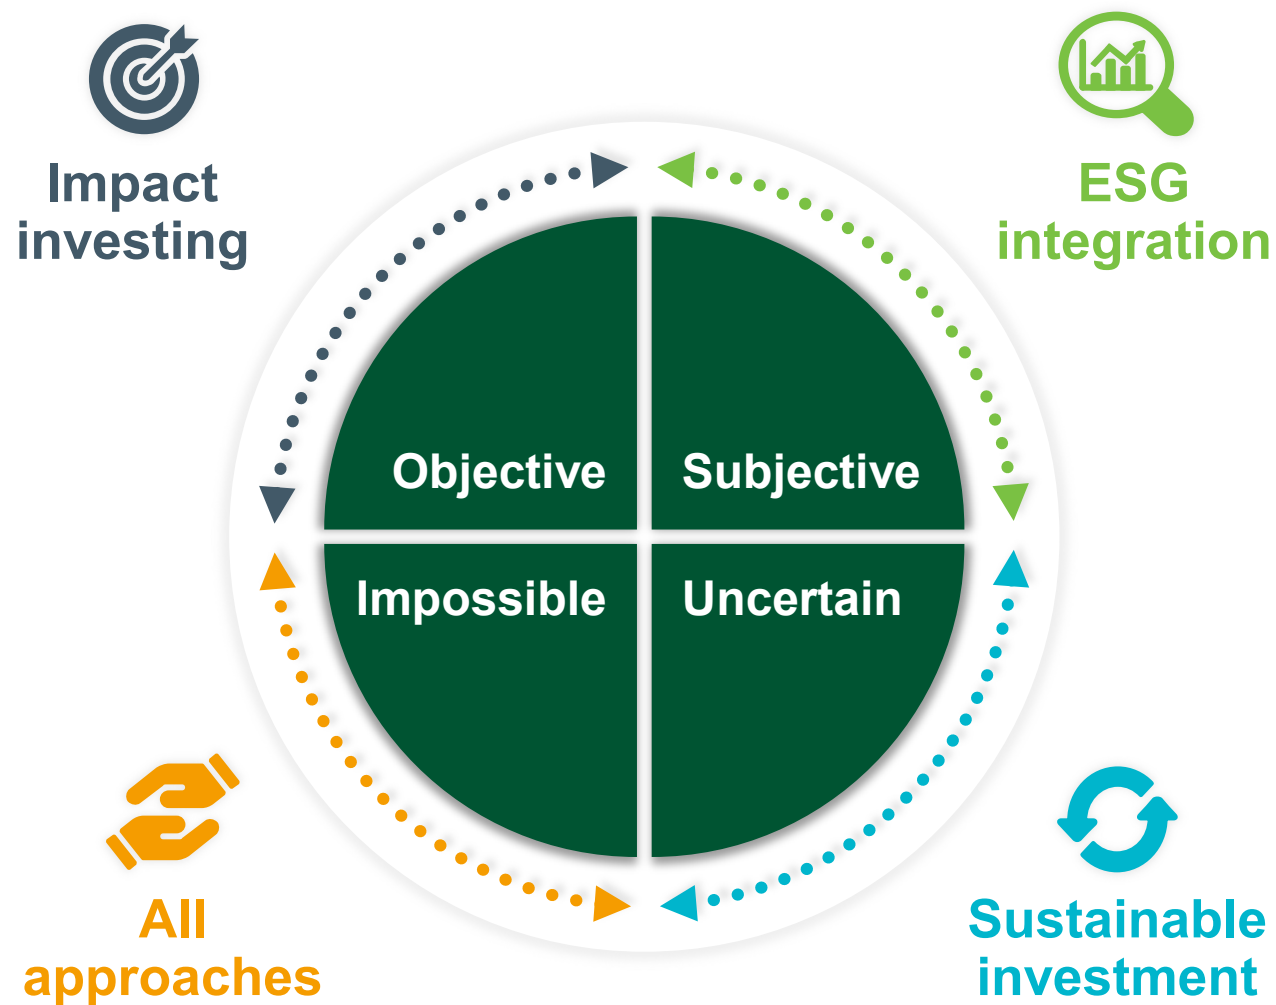 Impact
investing
ESG
integration
Objective
Subjective
Impossible
Uncertain
All
approaches
Sustainable
investment